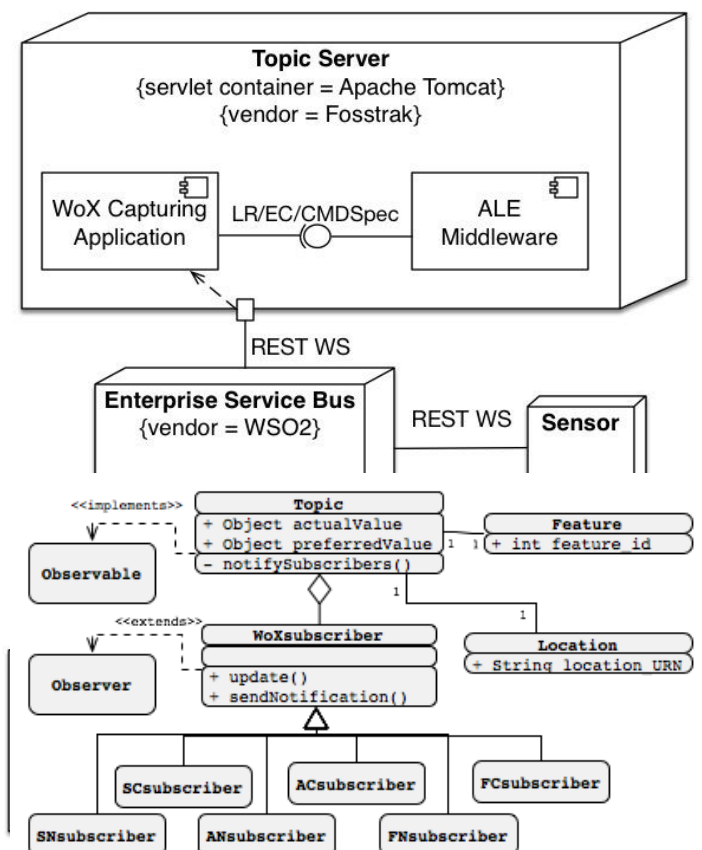 Topic Server
{servlet container = Apache Tomcat}
{vendor = Fosstrak}
WoX Capturing
Application
LR/EC/CMDSpec
ALE
Middleware
REST WS
Enterprise Service Bus
{vendor = WSO2}
REST WS
Sensor
<<implements>>
Topic
+ Object actualValue
+ Object preferredValue
- notifySubscribers()
1
1
Feature
+ int feature_id
Observable
1
1
<<extends>>
WoXsubscriber
+ update()
+ sendNotification()
Location
+ String location_URN
Observer
SCsubscriber
ACsubscriber
FCsubscriber
SNsubscriber
ANsubscriber
FNsubscriber